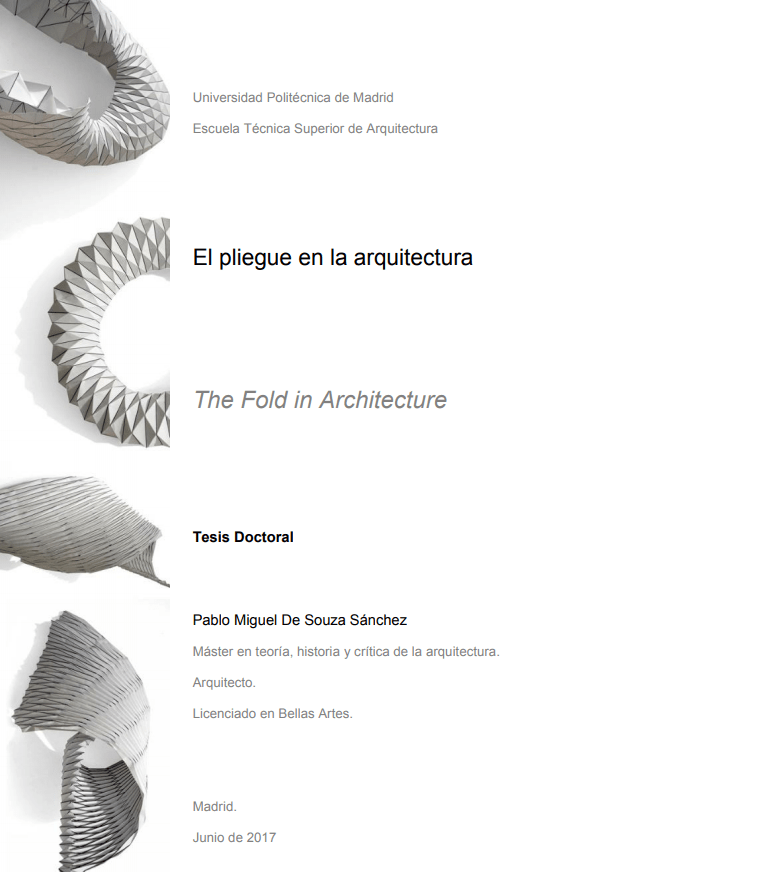 Universidad Politécnica de Madrid
Escuela Técnica Superior de Arquitectura
El pliegue en la arquitectura
The Fold in Architecture
Tesis Doctoral
Pablo Miguel De Souza Sánchez
Máster en teoría, historia y crítica de la arquitectura.
Arquitecto.
Licenciado en Bellas Artes.
Madrid.
Junio de 2017